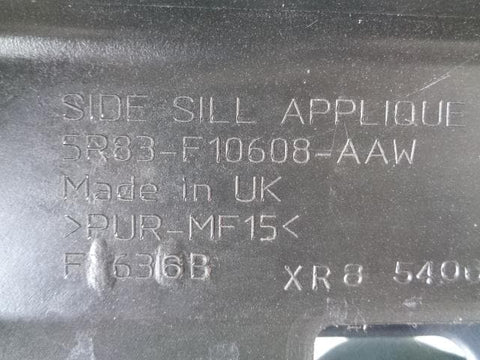 SIDE SILL APPLIQUE
5R83-F10608-AAW
Made in UK
>PUR-MF15<
XR8